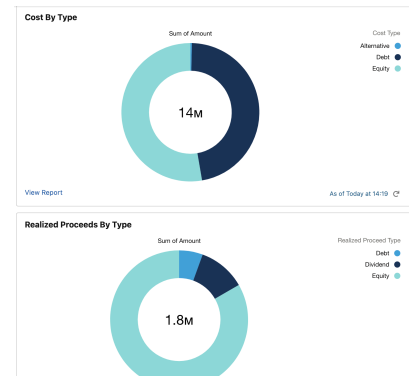 Cost By Type
Sum of Amount
Cost Type
Alternative
Debt
Equity
14M
View Report
As of Today at 14:19
Realized Proceeds By Type
Sum of Amount
Realized Proceed Type
Debt
Dividend
Equity
1.8M